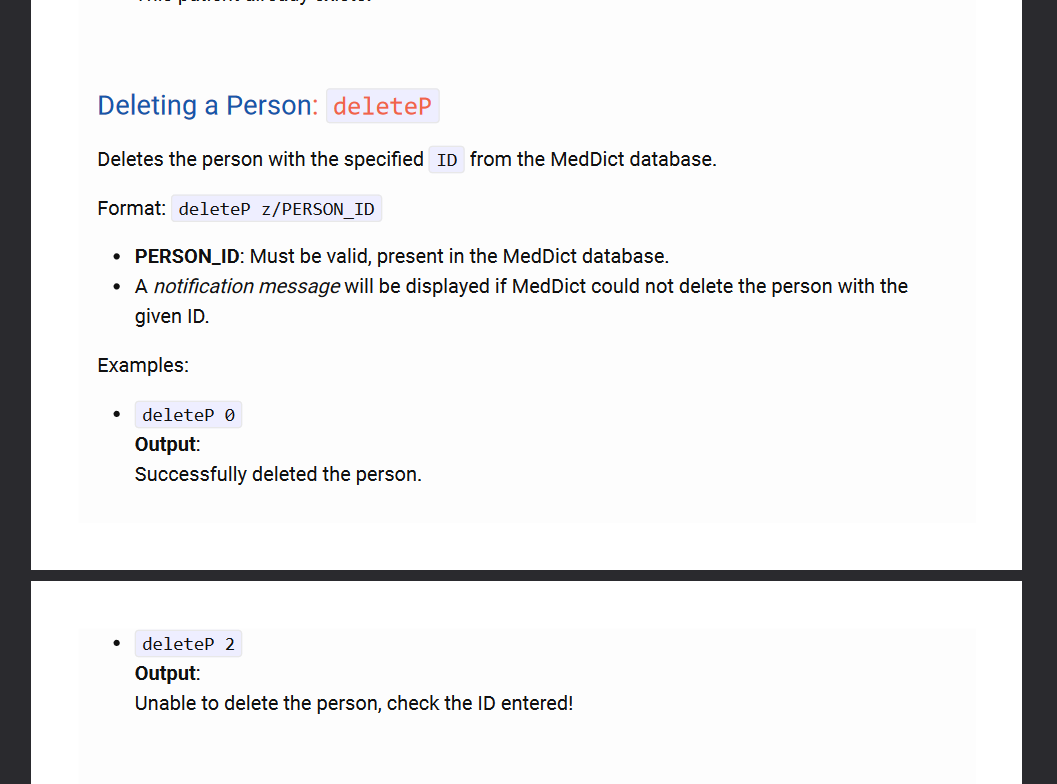 This patient already exists.
Deleting a Person: deleteP
Deletes the person with the specified ID from the MedDict database.
Format: deleteP z/PERSON_ID
• PERSON_ID: Must be valid, present in the MedDict database.
• A notification message will be displayed if MedDict could not delete the person with the
given ID.
Examples:
• deleteP 0
Output:
Successfully deleted the person.
• deleteP 2
Output:
Unable to delete the person, check the ID entered!